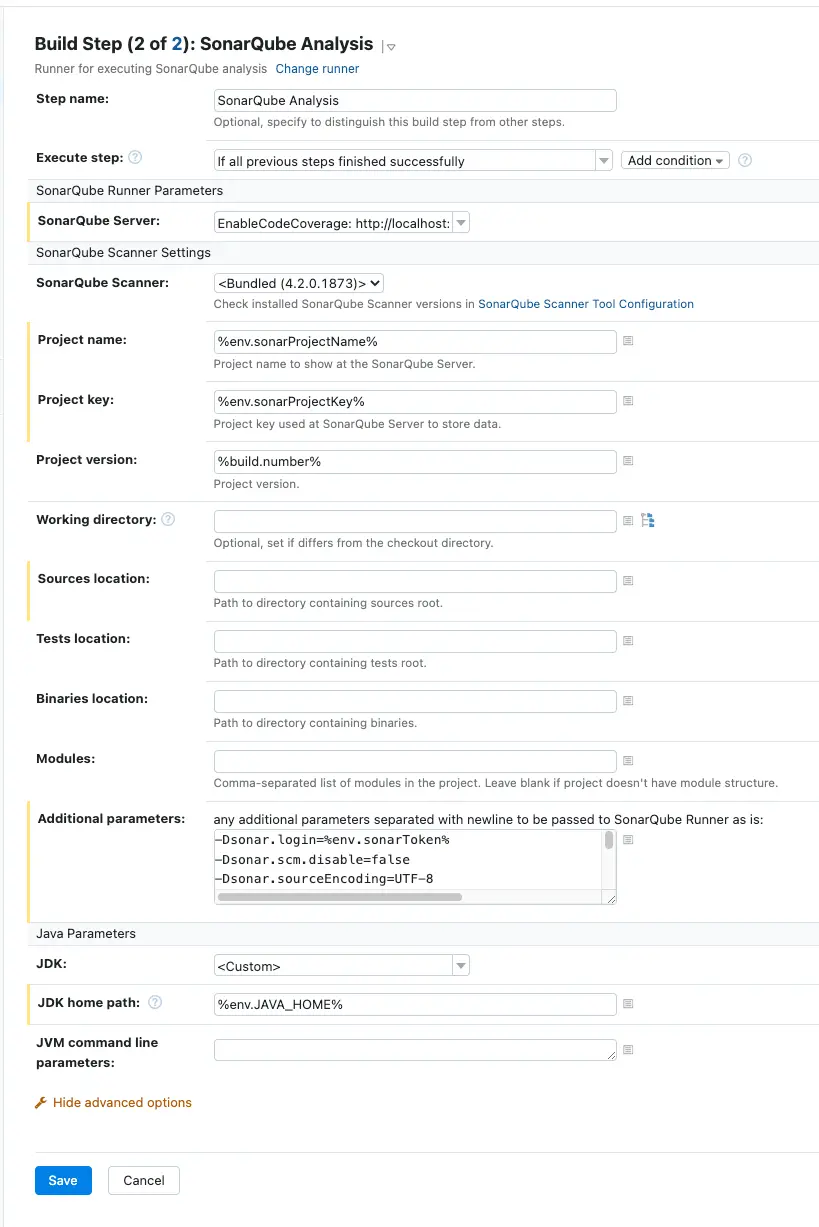 Build Step (2 of 2): SonarQube Analysis
Runner for executing SonarQube analysis Change runner
Step name:
SonarQube Analysis
Optional, specify to distinguish this build step from other steps.
Execute step:
If all previous steps finished successfully
Add condition
SonarQube Runner Parameters
SonarQube Server:
EnableCodeCoverage: http://localhost:
SonarQube Scanner Settings
SonarQube Scanner:
<Bundled (4.2.0.1873)>
Check installed SonarQube Scanner versions in SonarQube Scanner Tool Configuration
Project name:
%env.sonarProjectName%
Project name to show at the SonarQube Server.
Project key:
%env.sonarProjectKey%
Project key used at SonarQube Server to store data.
Project version:
%build.number%
Project version.
Working directory:
Optional, set if differs from the checkout directory.
Sources location:
Path to directory containing sources root.
Tests location:
Path to directory containing tests root.
Binaries location:
Path to directory containing binaries.
Modules:
Comma-separated list of modules in the project. Leave blank if project doesn't have module structure.
Additional parameters:
any additional parameters separated with newline to be passed to SonarQube Runner as is:
-Dsonar.login=%env.sonarToken%
-Dsonar.scm.disable=false
-Dsonar.sourceEncoding=UTF-8
Java Parameters
JDK:
<Custom>
JDK home path:
%env.JAVA_HOME%
JVM command line
parameters:
Hide advanced options
Save
Cancel